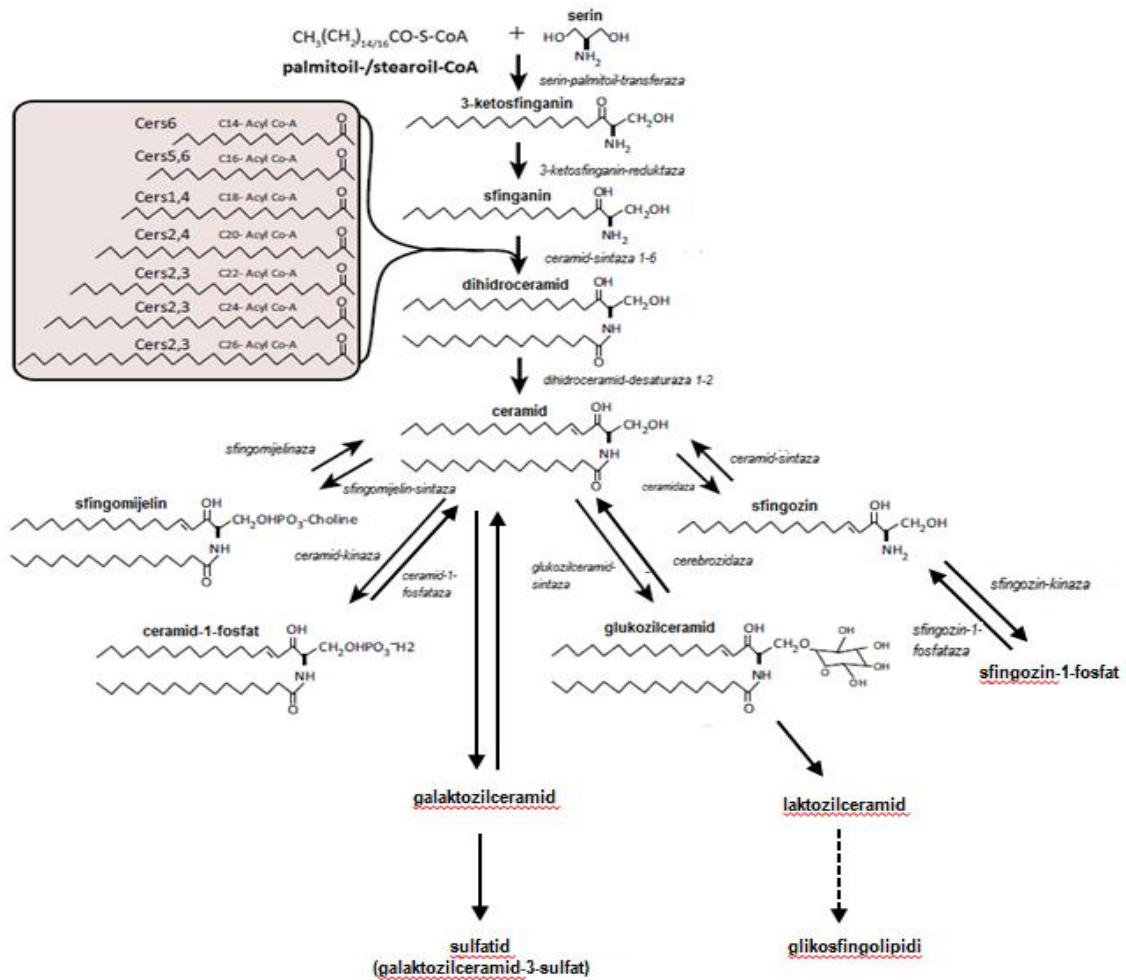 serin
CH₃(CH₂)₁₄/₁₆CO-S-CoA + HO OH
NH₂
palmitoil-/stearoil-CoA
serin-palmitoil-transferaza
3-ketosfinganin
O
CH₂OH
NH₂
3-ketosfinganin-reduktaza
sfinganin
OH
CH₂OH
NH₂
ceramid-sintaza 1-6
Cers6 C14- Acyl Co-A O
Cers5,6 C16- Acyl Co-A O
Cers1,4 C18- Acyl Co-A O
Cers2,4 C20- Acyl Co-A O
Cers2,3 C22- Acyl Co-A O
Cers2,3 C24- Acyl Co-A O
Cers2,3 C26- Acyl Co-A O
dihidroceramid
OH
CH₂OH
NH
O
dihidroceramid-desaturaza 1-2
ceramid
OH
CH₂OH
NH
O
sfingomijelinaza
sfingomijelin-sintaza
ceramid-sintaza
ceramidaza
sfingomijelin
OH
CH₂OHPO₃-Choline
NH
O
sfingozin
OH
CH₂OH
NH₂
ceramid-kinaza
ceramid-1-
fosfataza
glukozilceramid-
sintaza
cerebrozidaza
sfingozin-kinaza
sfingozin-1-
fosfataza
sfingozin-1-fosfat
ceramid-1-fosfat
OH
CH₂OHPO₃⁻H2
NH
O
glukozilceramid
OH
CH₂O
NH
O
OH
OH
OH
O
OH
galaktozilceramid
laktozilceramid
sulfatid
(galaktozilceramid-3-sulfat)
glikosfingolipidi